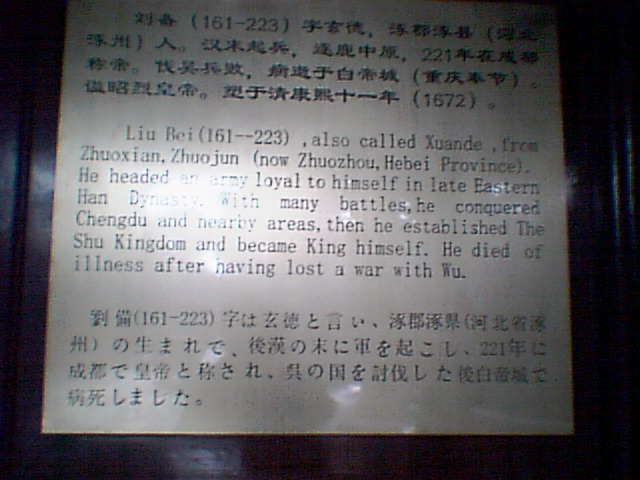 刘备（161-223）字玄德，涿郡涿县（河北
涿州）人。汉末起兵，逐鹿中原，221年在成都
称帝。伐吴兵败，病逝于白帝城（重庆奉节）。
谥昭烈皇帝。塑于清康熙十一年（1672）。
Liu Bei(161--223) ,also called Xuande ,from
Zhuoxian,Zhuojun (now Zhuozhou,Hebei Province).
He headed an army loyal to himself in late Eastern
Han Dynasty. With many battles,he conquered
Chengdu and nearby areas,then he established The
Shu Kingdom and became King himself. He died of
illness after having lost a war with Wu.
劉備(161-223)字は玄徳と言い、涿郡涿県(河北省涿
州）の生まれで、後漢の末に軍を起こし、221年に
成都で皇帝と称され、呉の国を討伐した後白帝城で
病死しました。